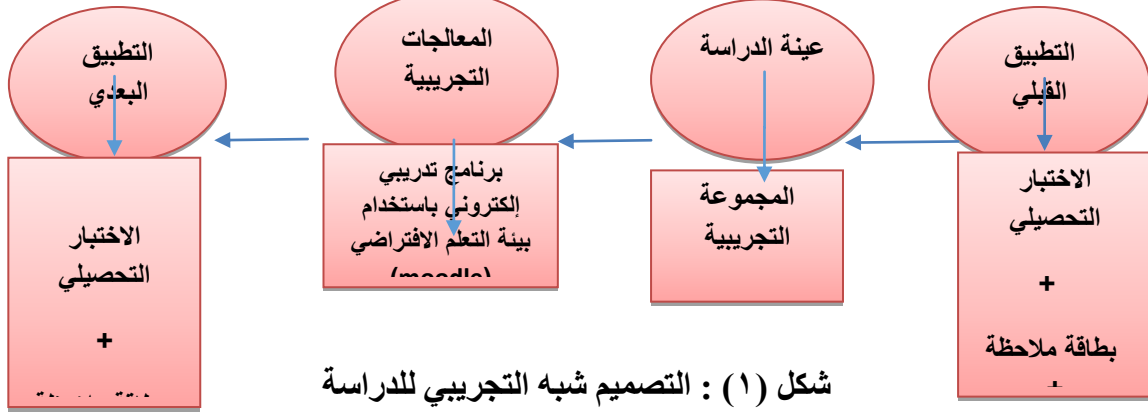 التطبيق
القبلي
الاختبار
التحصيلي
+
بطاقة ملاحظة
+
عينة الدراسة
المجموعة
التجريبية
المعالجات
التجريبية
برنامج تدريبي
إلكتروني باستخدام
بيئة التعلم الافتراضي
(moodle)
التطبيق
البعدي
الاختبار
التحصيلي
+
شكل (١) : التصميم شبه التجريبي للدراسة